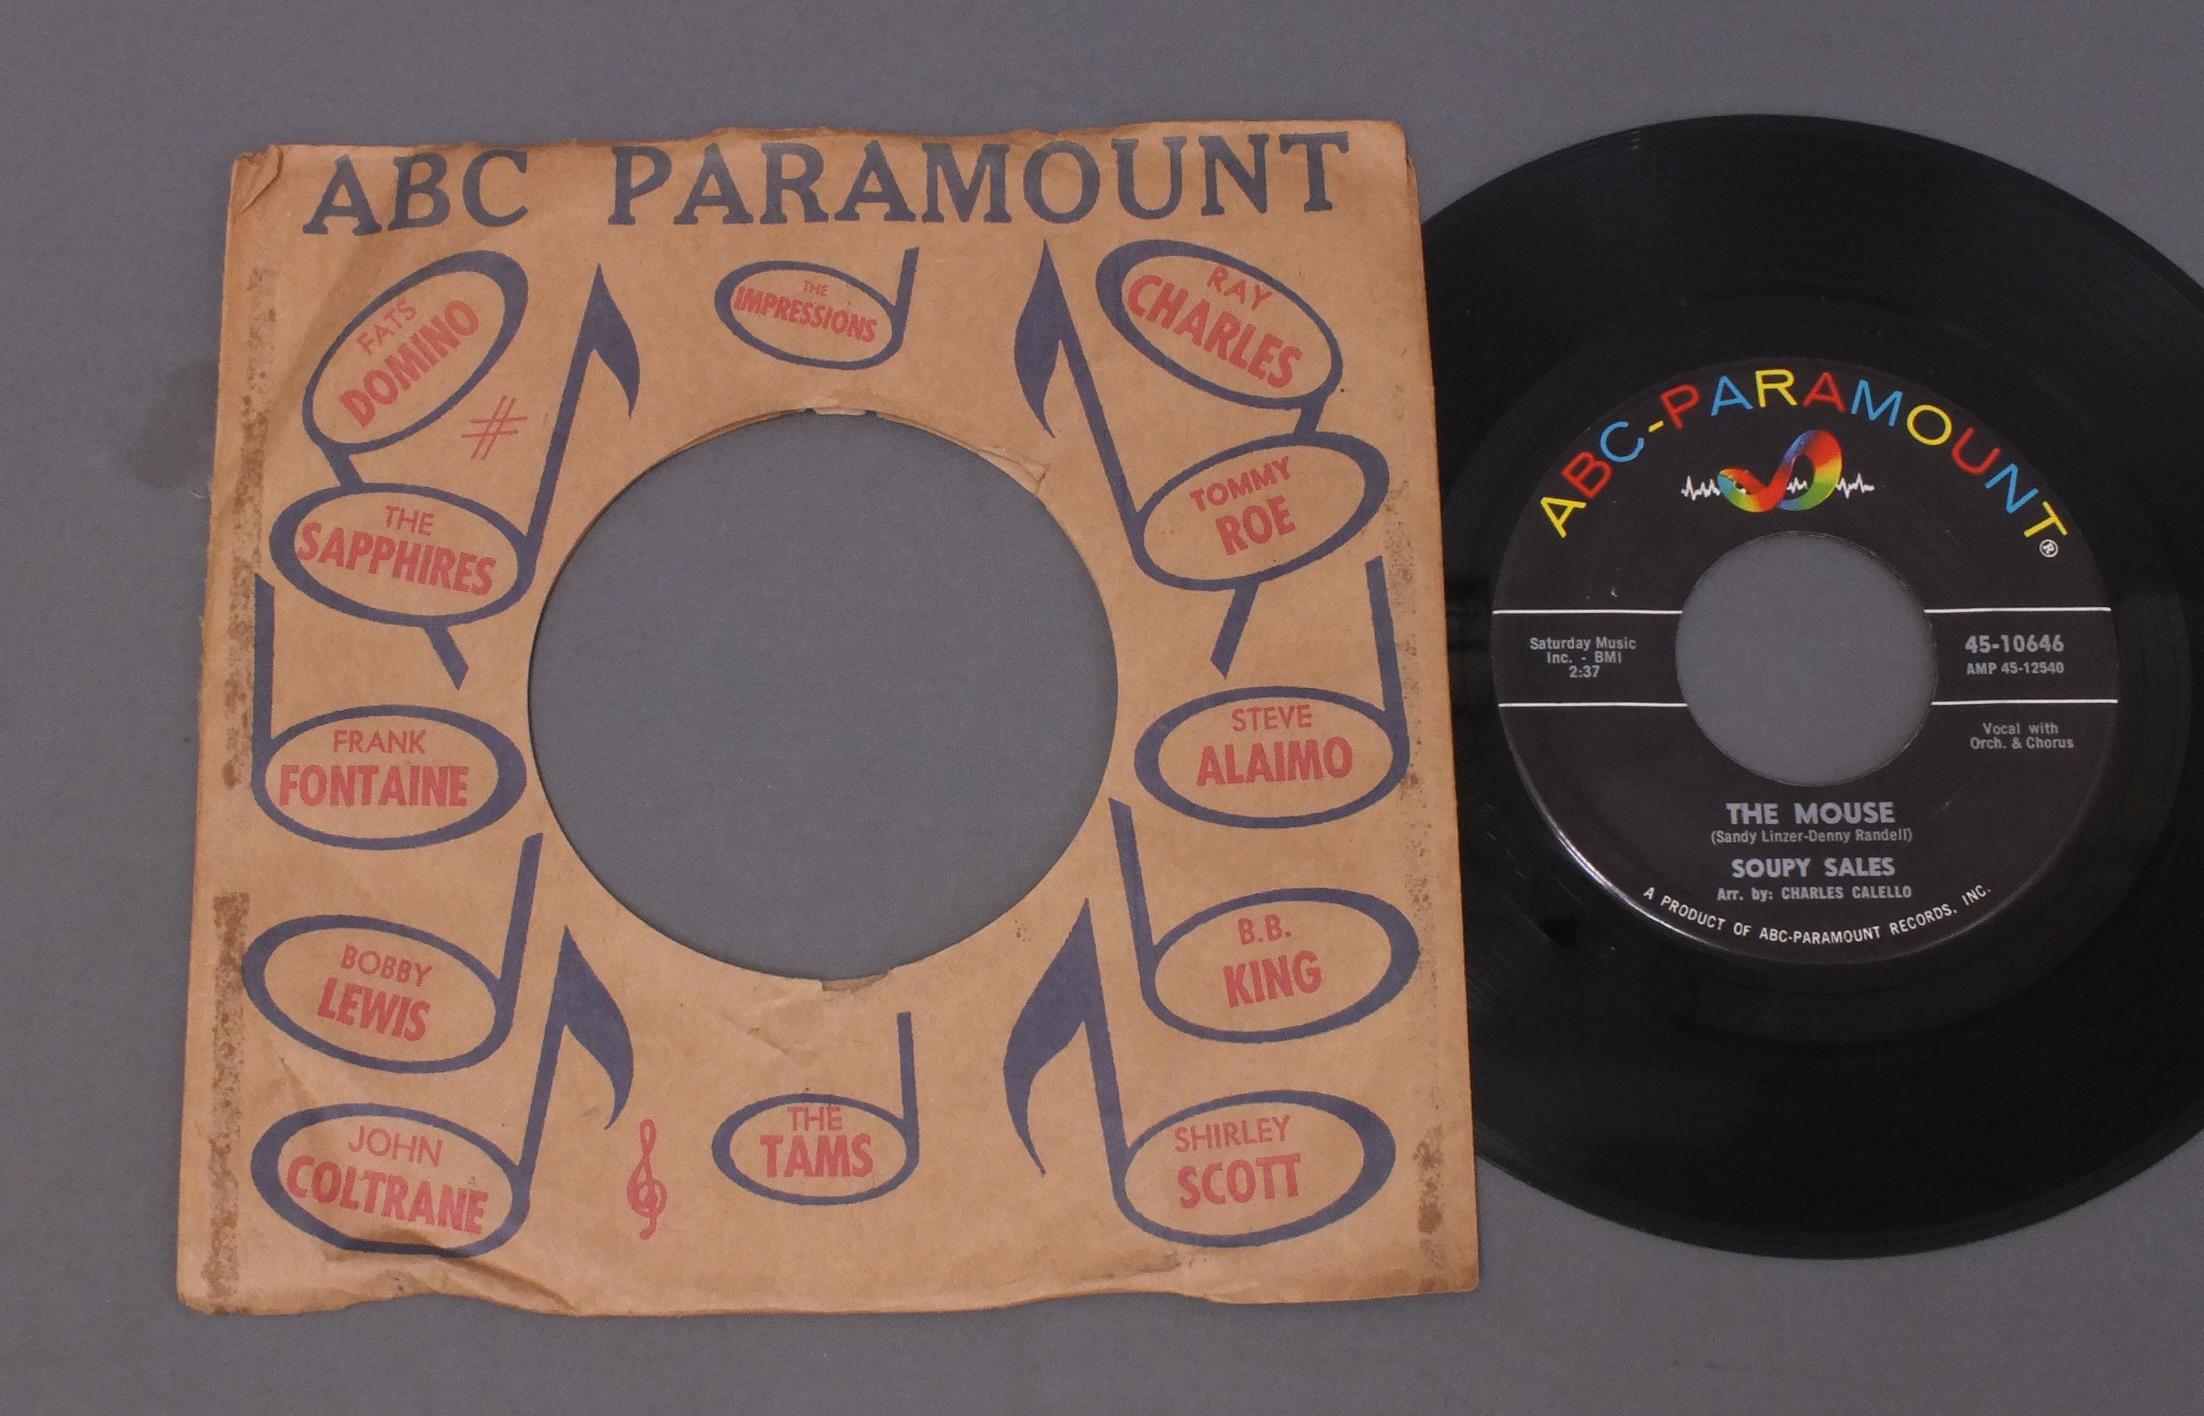 ABC PARAMOUNT
FATS
DOMINO
THE
IMPRESSIONS
RAY
CHARLES
THE
SAPPHIRES
TOMMY
ROE
FRANK
FONTAINE
STEVE
ALAIMO
BOBBY
LEWIS
B.B.
KING
JOHN
COLTRANE
THE
TAMS
SHIRLEY
SCOTT
ABC-PARAMOUNT®
Saturday Music
Inc. - BMI
2:37
45-10646
AMP 45-12540
Vocal with
Orch. & Chorus
THE MOUSE
(Sandy Linzer-Denny Randell)
SOUPY SALES
Arr. by: CHARLES CALELLO
A PRODUCT OF ABC-PARAMOUNT RECORDS, INC.